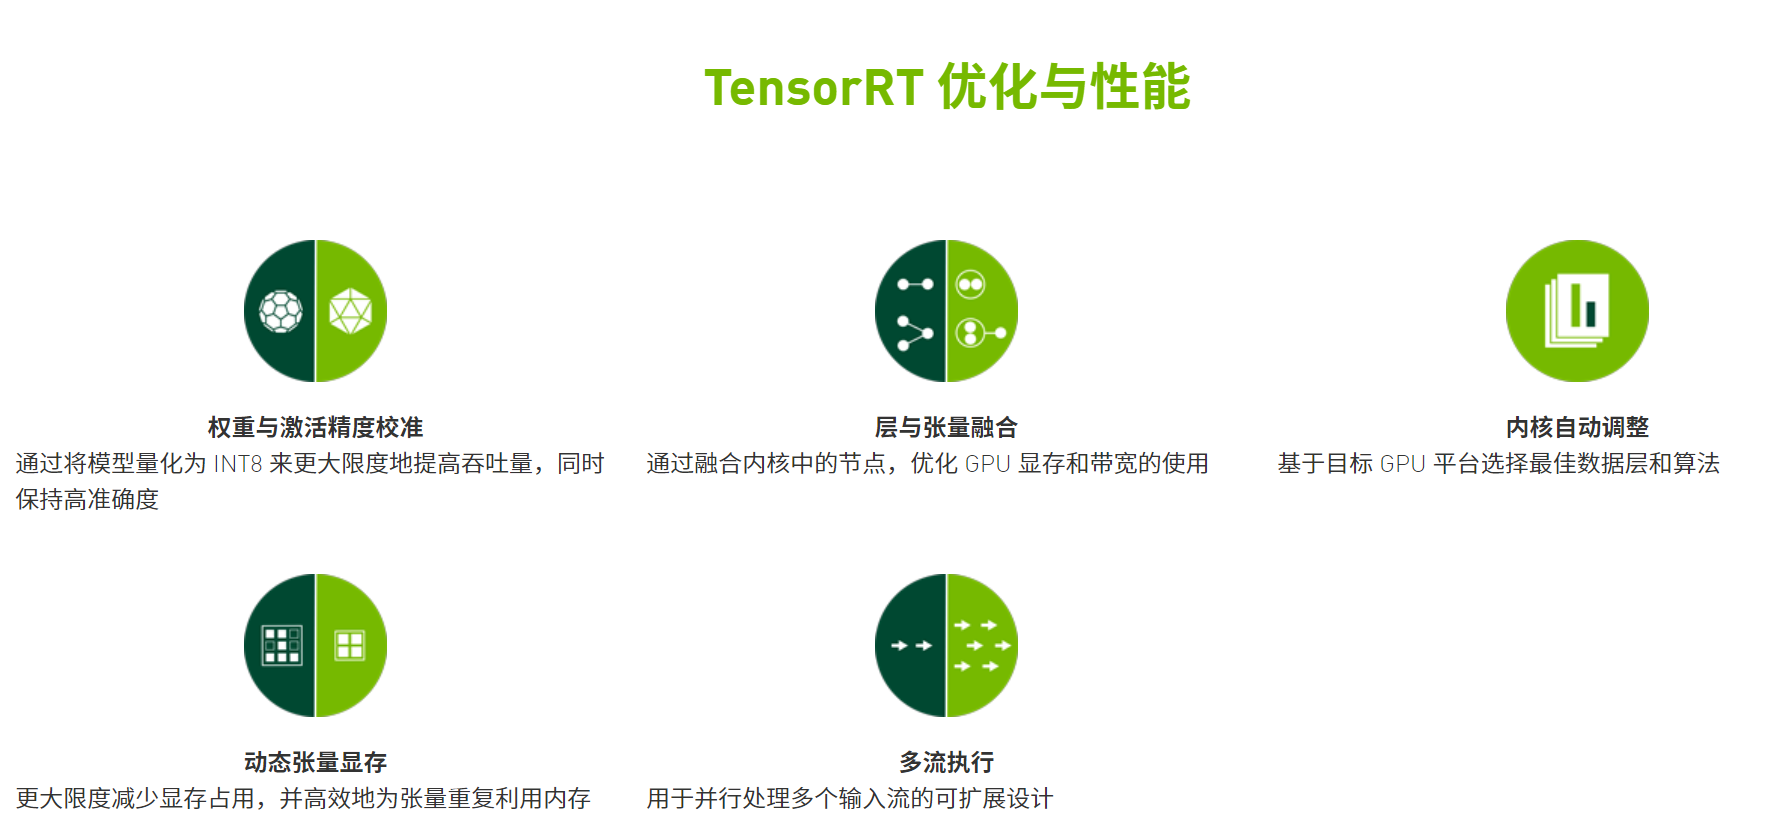 TensorRT 优化与性能
权重与激活精度校准
通过将模型量化为 INT8 来更大限度地提高吞吐量，同时
保持高准确度
层与张量融合
通过融合内核中的节点，优化 GPU 显存和带宽的使用
内核自动调整
基于目标 GPU 平台选择最佳数据层和算法
动态张量显存
更大限度减少显存占用，并高效地为张量重复利用内存
多流执行
用于并行处理多个输入流的可扩展设计